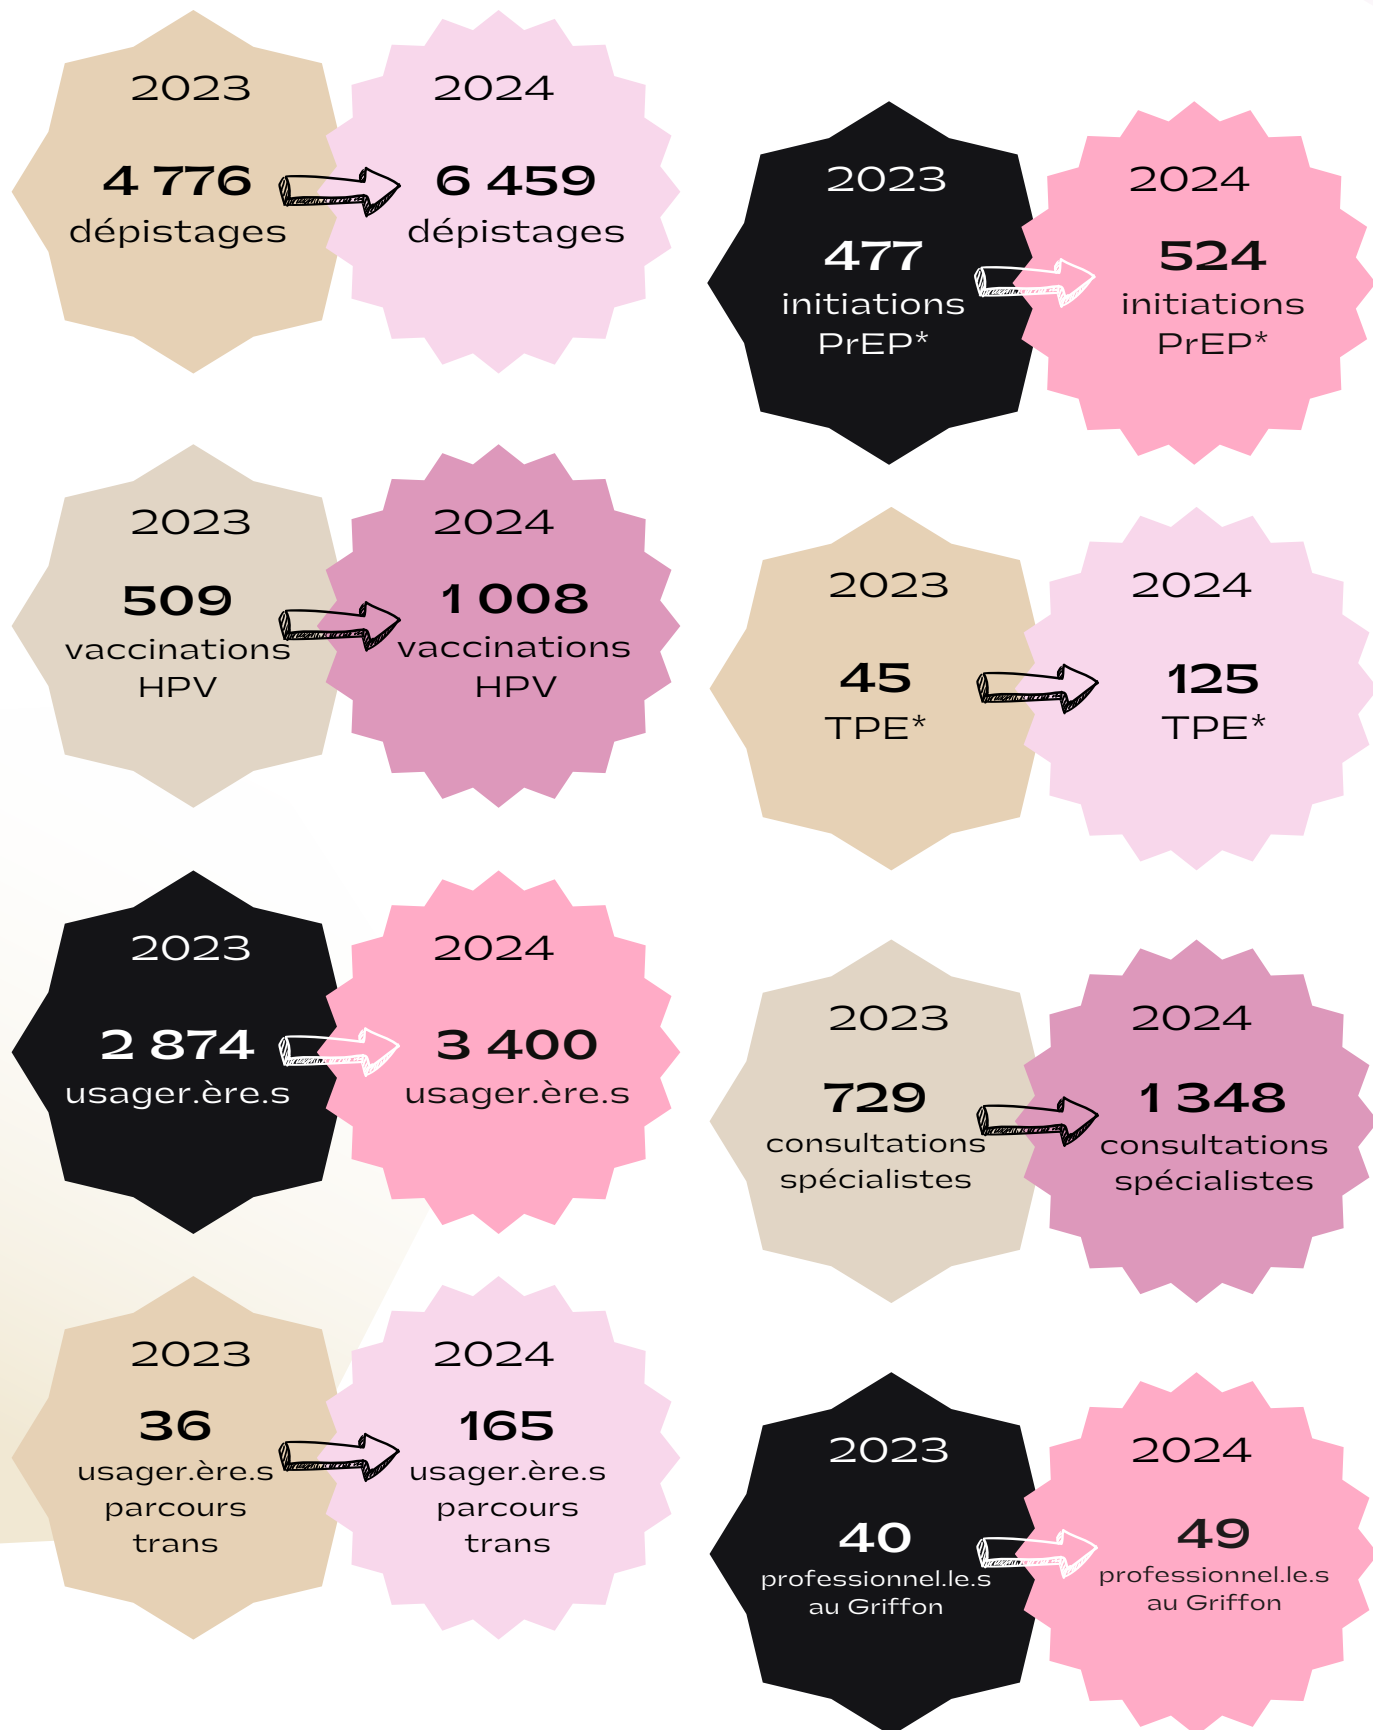 2023
4 776
dépistages
2024
6 459
dépistages
2023
477
initiations
PrEP*
2024
524
initiations
PrEP*
2023
509
vaccinations
HPV
2024
1 008
vaccinations
HPV
2023
45
TPE*
2024
125
TPE*
2023
2 874
usager.ère.s
2024
3 400
usager.ère.s
2023
729
consultations
spécialistes
2024
1 348
consultations
spécialistes
2023
36
usager.ère.s
parcours
trans
2024
165
usager.ère.s
parcours
trans
2023
40
professionnel.le.s
au Griffon
2024
49
professionnel.le.s
au Griffon